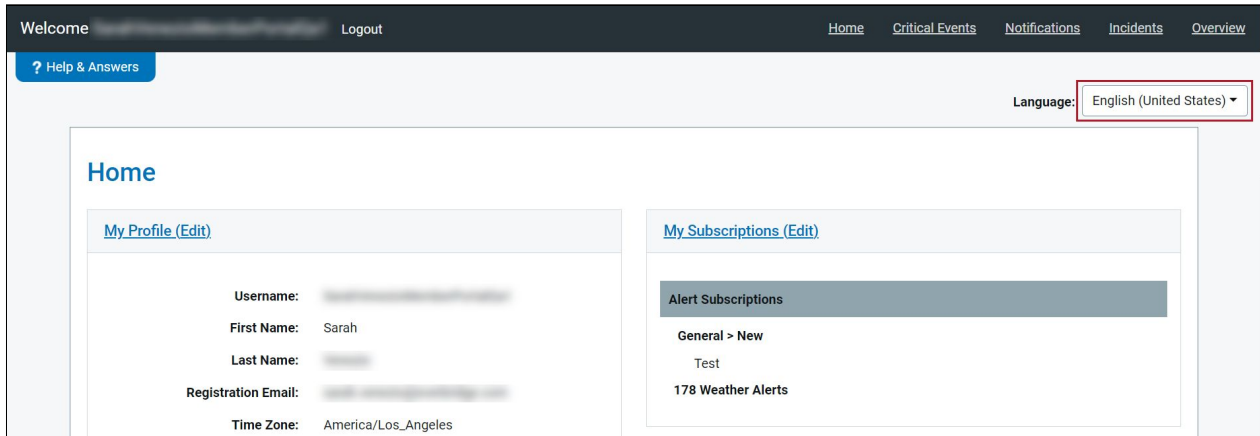 Welcome Logout Home Critical Events Notifications Incidents Overview
? Help & Answers
Language: English (United States)
Home
My Profile (Edit)
Username:
First Name: Sarah
Last Name:
Registration Email:
Time Zone: America/Los_Angeles
My Subscriptions (Edit)
Alert Subscriptions
General > New
Test
178 Weather Alerts